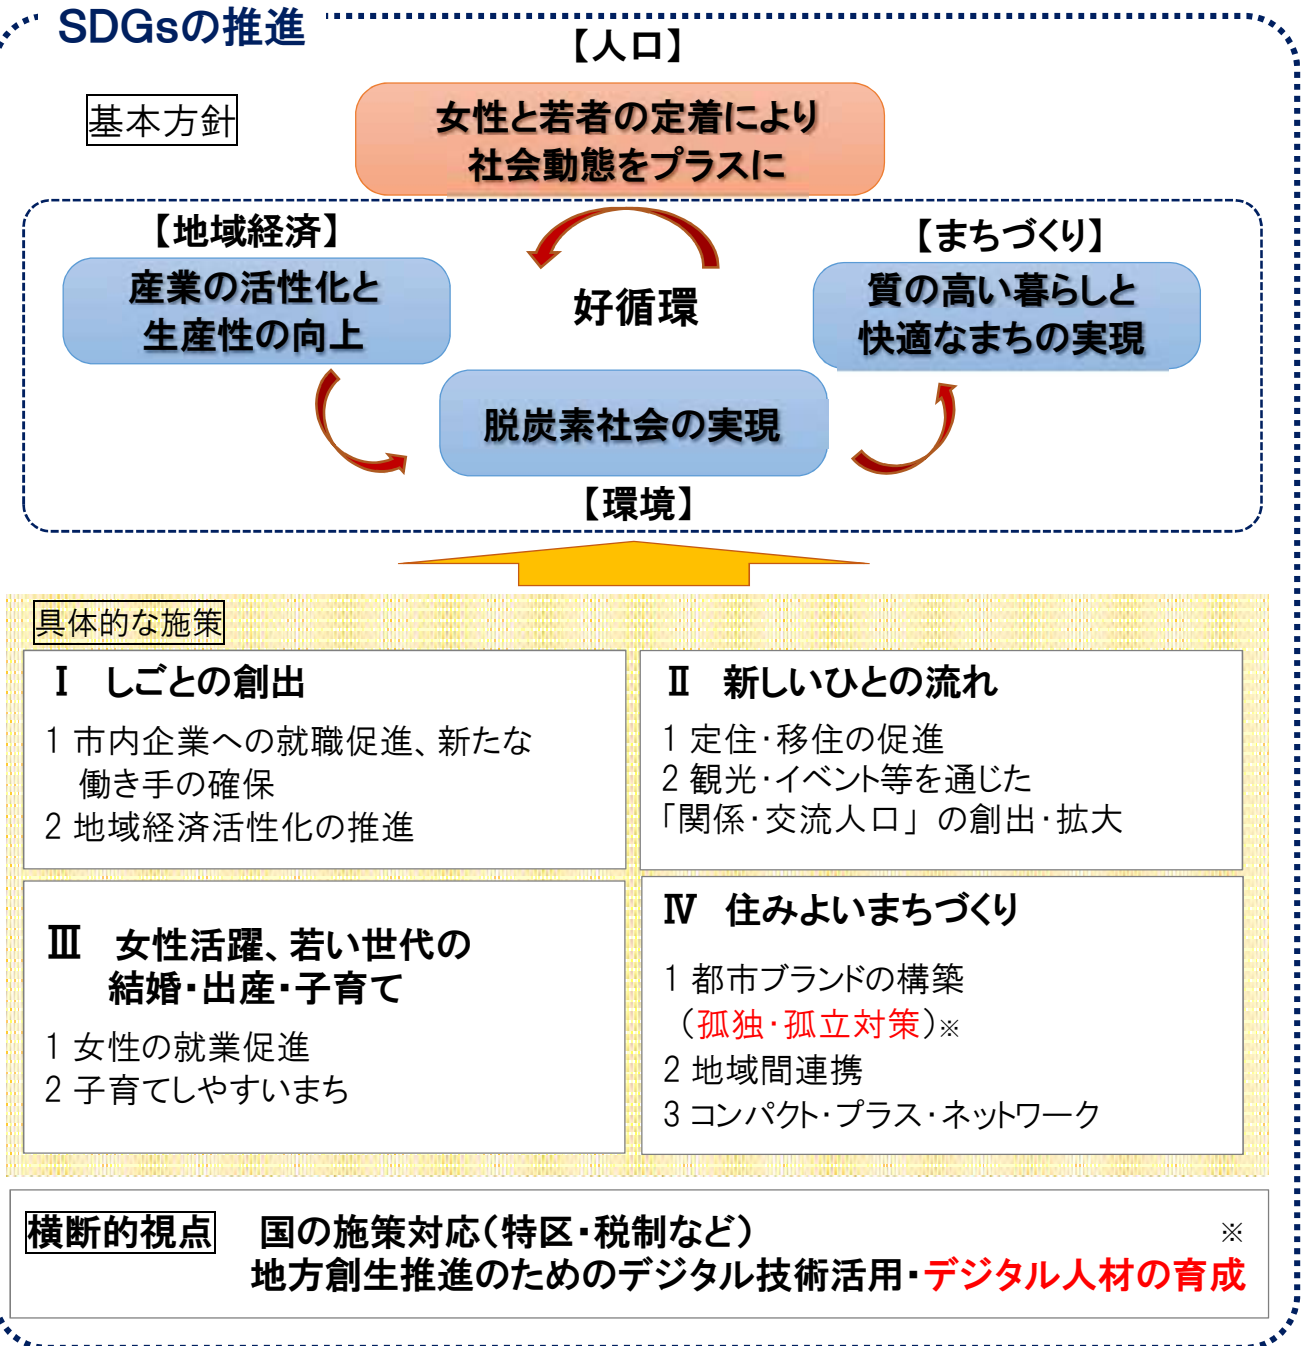 SDGsの推進
【人口】
基本方針
女性と若者の定着により
社会動態をプラスに
【地域経済】
産業の活性化と
生産性の向上
好循環
【まちづくり】
質の高い暮らしと
快適なまちの実現
脱炭素社会の実現
【環境】
具体的な施策
Ⅰ　しごとの創出
1 市内企業への就職促進、新たな
働き手の確保
2 地域経済活性化の推進
Ⅱ　新しいひとの流れ
1 定住・移住の促進
2 観光・イベント等を通じた
「関係・交流人口」の創出・拡大
Ⅲ　女性活躍、若い世代の
結婚・出産・子育て
1 女性の就業促進
2 子育てしやすいまち
Ⅳ　住みよいまちづくり
1 都市ブランドの構築
（孤独・孤立対策）※
2 地域間連携
3 コンパクト・プラス・ネットワーク
横断的視点　国の施策対応（特区・税制など）　※
地方創生推進のためのデジタル技術活用・デジタル人材の育成